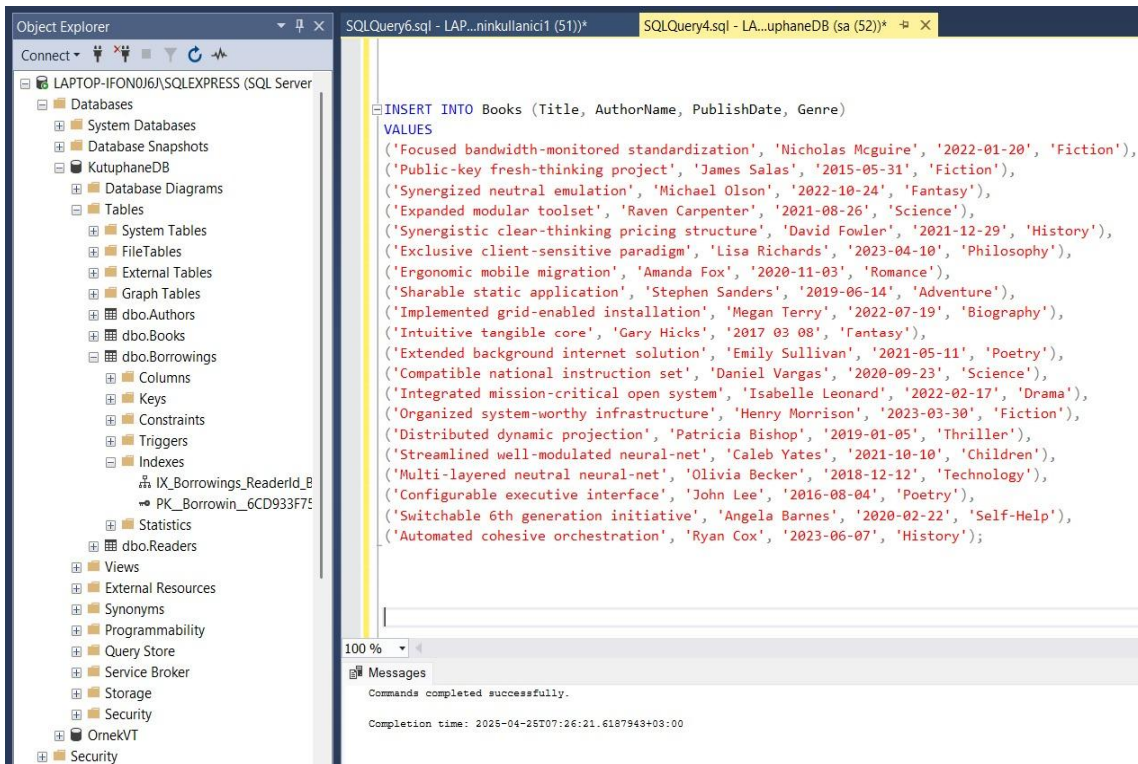 Object Explorer
Connect
LAPTOP-IFON0J6J\SQLEXPRESS (SQL Server
Databases
System Databases
Database Snapshots
KutuphaneDB
Database Diagrams
Tables
System Tables
FileTables
External Tables
Graph Tables
dbo.Authors
dbo.Books
dbo.Borrowings
Columns
Keys
Constraints
Triggers
Indexes
IX_Borrowings_ReaderId_B
PK__Borrowin__6CD933F75
Statistics
dbo.Readers
Views
External Resources
Synonyms
Programmability
Query Store
Service Broker
Storage
Security
OrnekVT
Security
SQLQuery6.sql - LAP...ninkullanici1 (51))*
SQLQuery4.sql - LA...uphaneDB (sa (52))*
INSERT INTO Books (Title, AuthorName, PublishDate, Genre)
VALUES
('Focused bandwidth-monitored standardization', 'Nicholas Mcguire', '2022-01-20', 'Fiction'),
('Public-key fresh-thinking project', 'James Salas', '2015-05-31', 'Fiction'),
('Synergized neutral emulation', 'Michael Olson', '2022-10-24', 'Fantasy'),
('Expanded modular toolset', 'Raven Carpenter', '2021-08-26', 'Science'),
('Synergistic clear-thinking pricing structure', 'David Fowler', '2021-12-29', 'History'),
('Exclusive client-sensitive paradigm', 'Lisa Richards', '2023-04-10', 'Philosophy'),
('Ergonomic mobile migration', 'Amanda Fox', '2020-11-03', 'Romance'),
('Sharable static application', 'Stephen Sanders', '2019-06-14', 'Adventure'),
('Implemented grid-enabled installation', 'Megan Terry', '2022-07-19', 'Biography'),
('Intuitive tangible core', 'Gary Hicks', '2017 03 08', 'Fantasy'),
('Extended background internet solution', 'Emily Sullivan', '2021-05-11', 'Poetry'),
('Compatible national instruction set', 'Daniel Vargas', '2020-09-23', 'Science'),
('Integrated mission-critical open system', 'Isabelle Leonard', '2022-02-17', 'Drama'),
('Organized system-worthy infrastructure', 'Henry Morrison', '2023-03-30', 'Fiction'),
('Distributed dynamic projection', 'Patricia Bishop', '2019-01-05', 'Thriller'),
('Streamlined well-modulated neural-net', 'Caleb Yates', '2021-10-10', 'Children'),
('Multi-layered neutral neural-net', 'Olivia Becker', '2018-12-12', 'Technology'),
('Configurable executive interface', 'John Lee', '2016-08-04', 'Poetry'),
('Switchable 6th generation initiative', 'Angela Barnes', '2020-02-22', 'Self-Help'),
('Automated cohesive orchestration', 'Ryan Cox', '2023-06-07', 'History');
100 %
Messages
Commands completed successfully.
Completion time: 2025-04-25T07:26:21.6187943+03:00